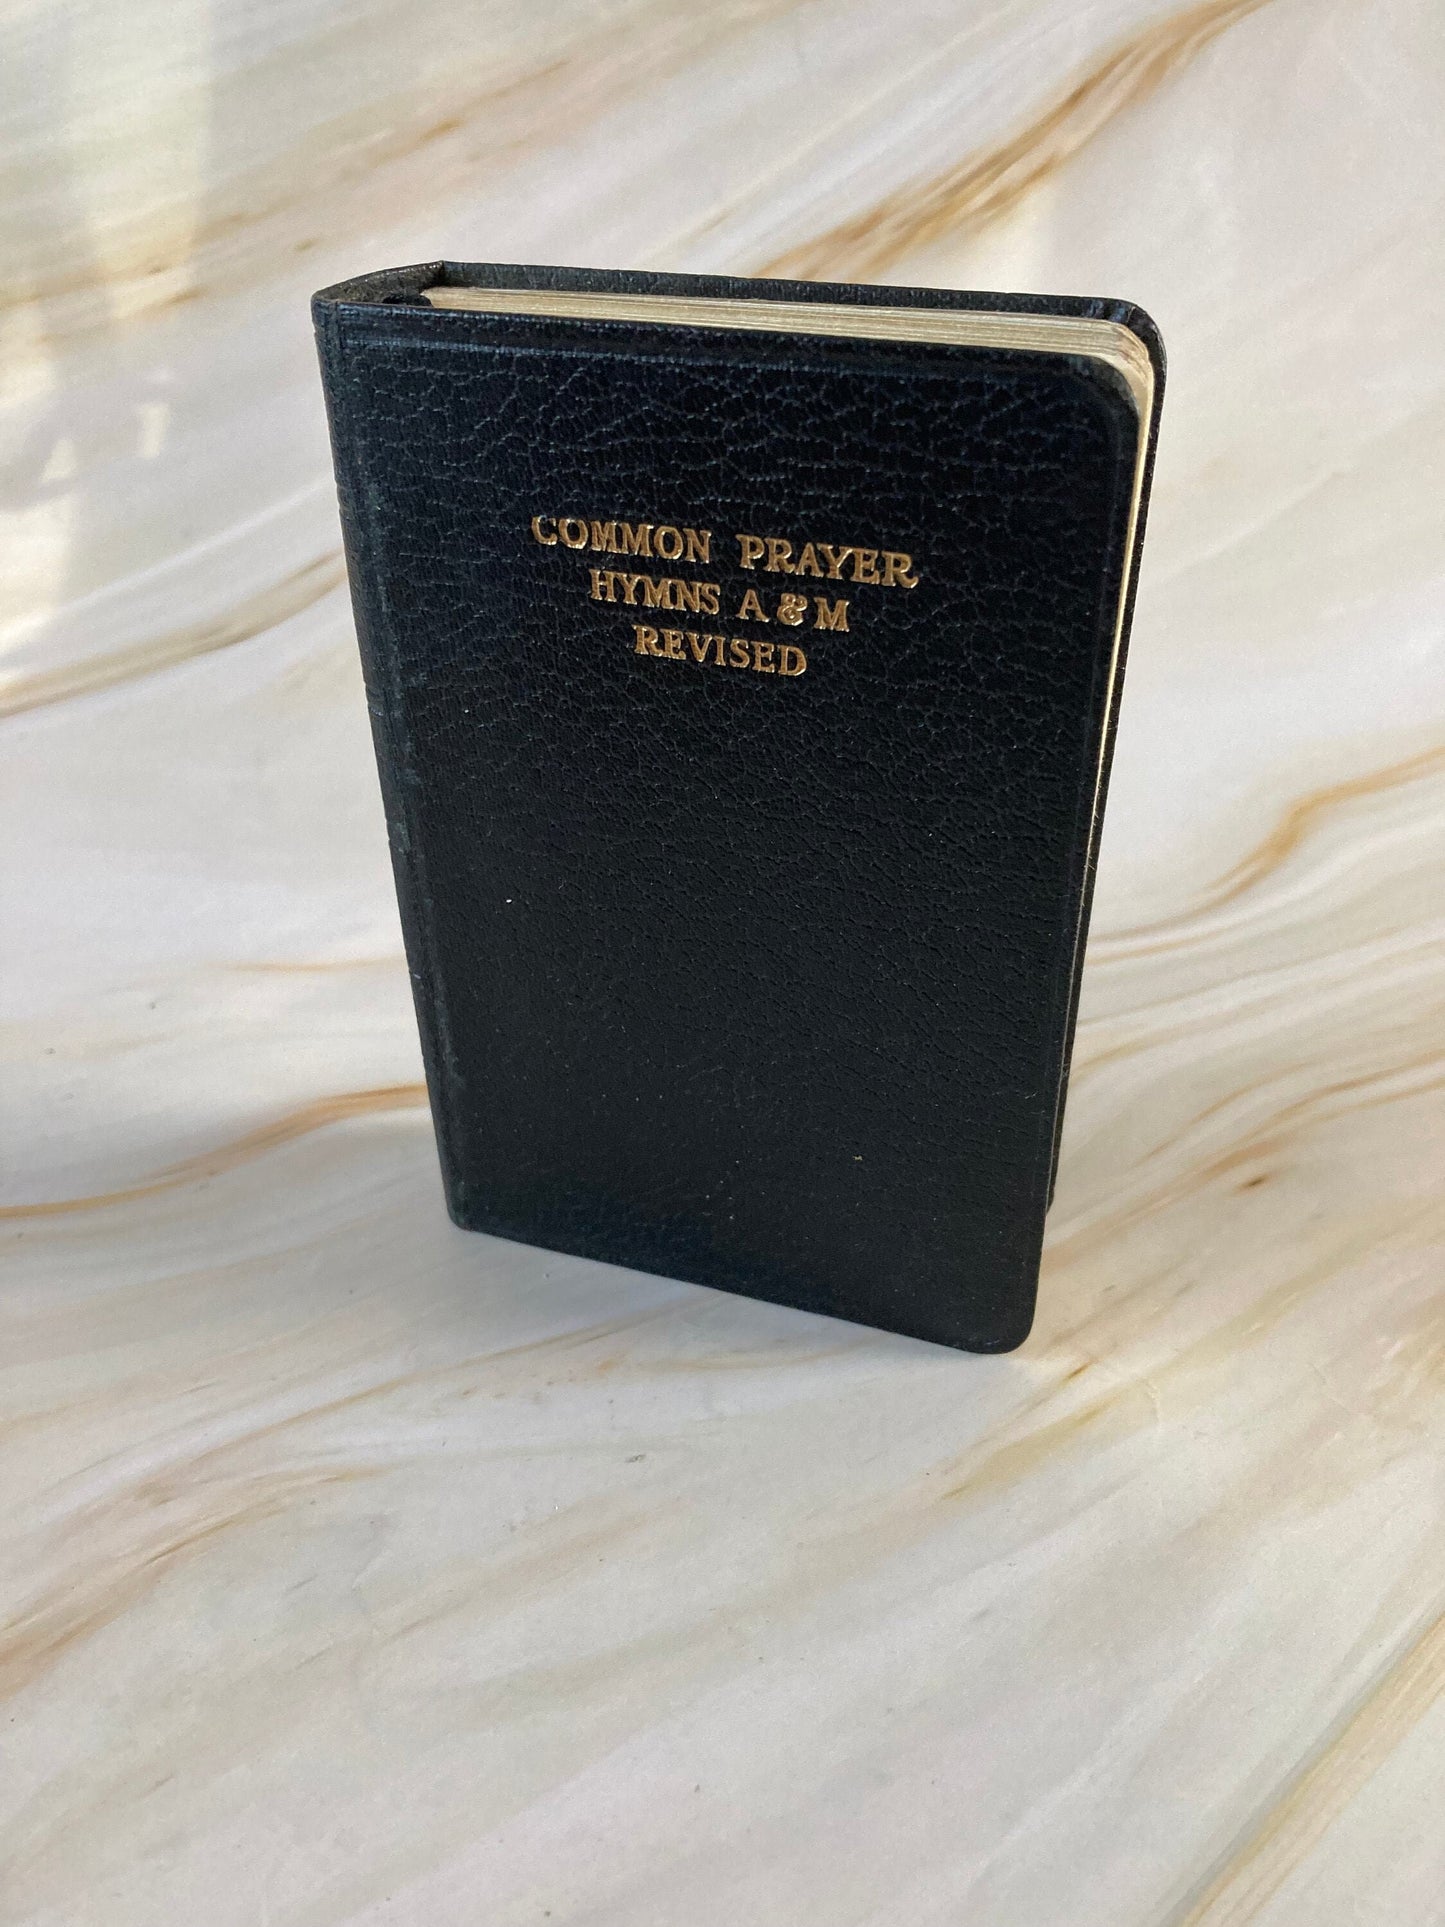 COMMON PRAYER
HYMNS A & M
REVISED